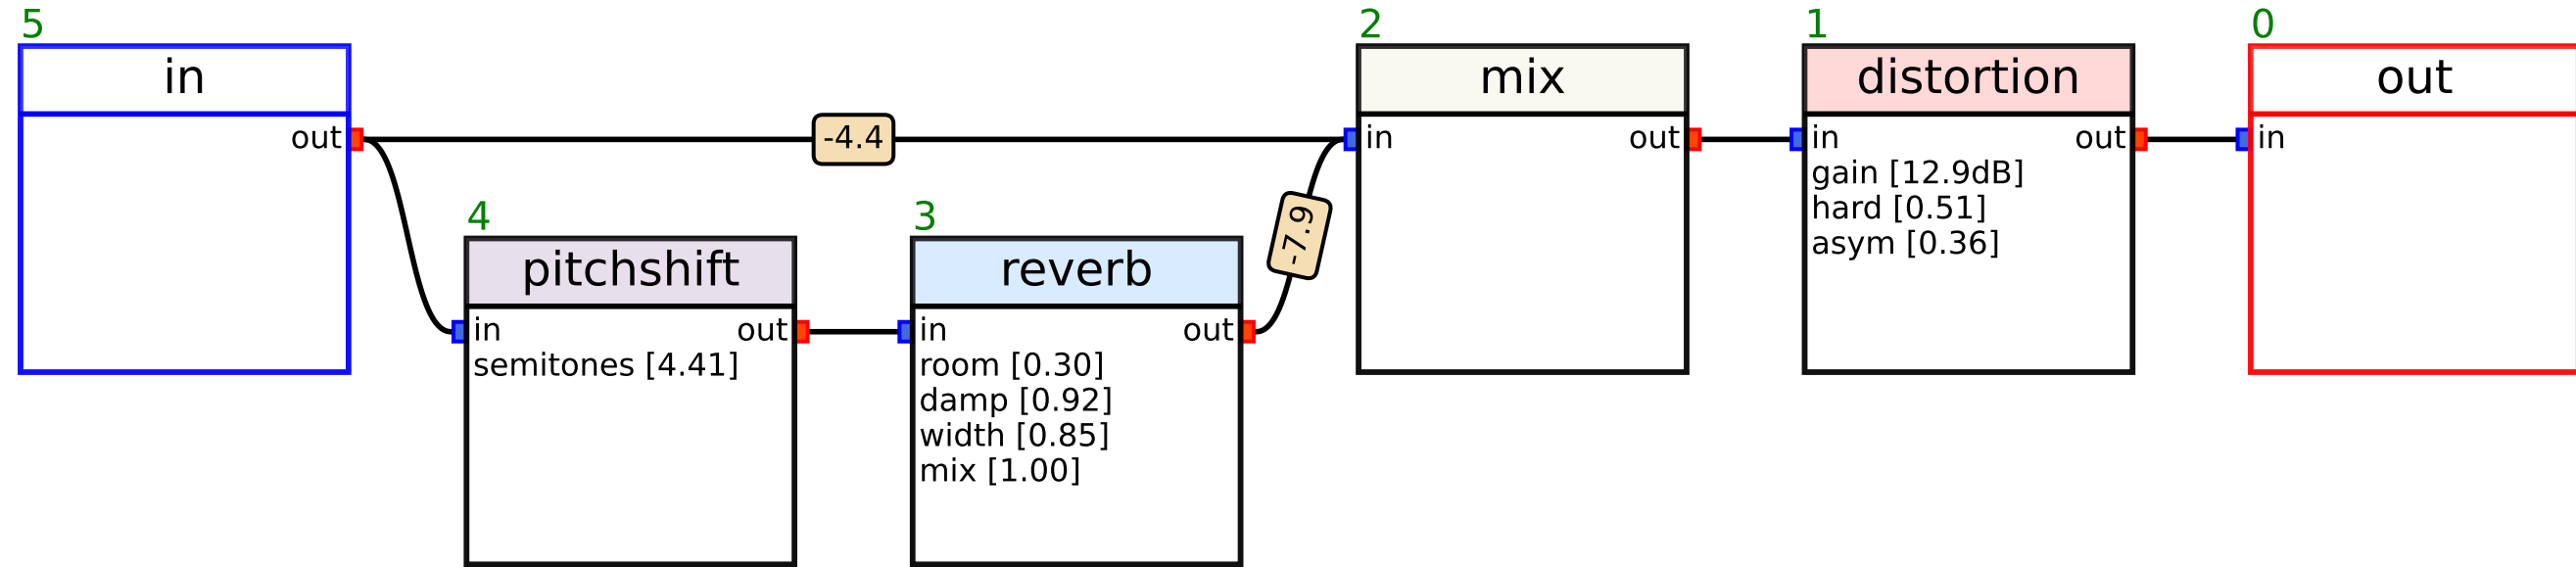 5
in
out
-4.4
4
pitchshift
in
out
semitones [4.41]
3
reverb
in
out
room [0.30]
damp [0.92]
width [0.85]
mix [1.00]
-7.9
2
mix
in
out
1
distortion
in
out
gain [12.9dB]
hard [0.51]
asym [0.36]
0
out
in